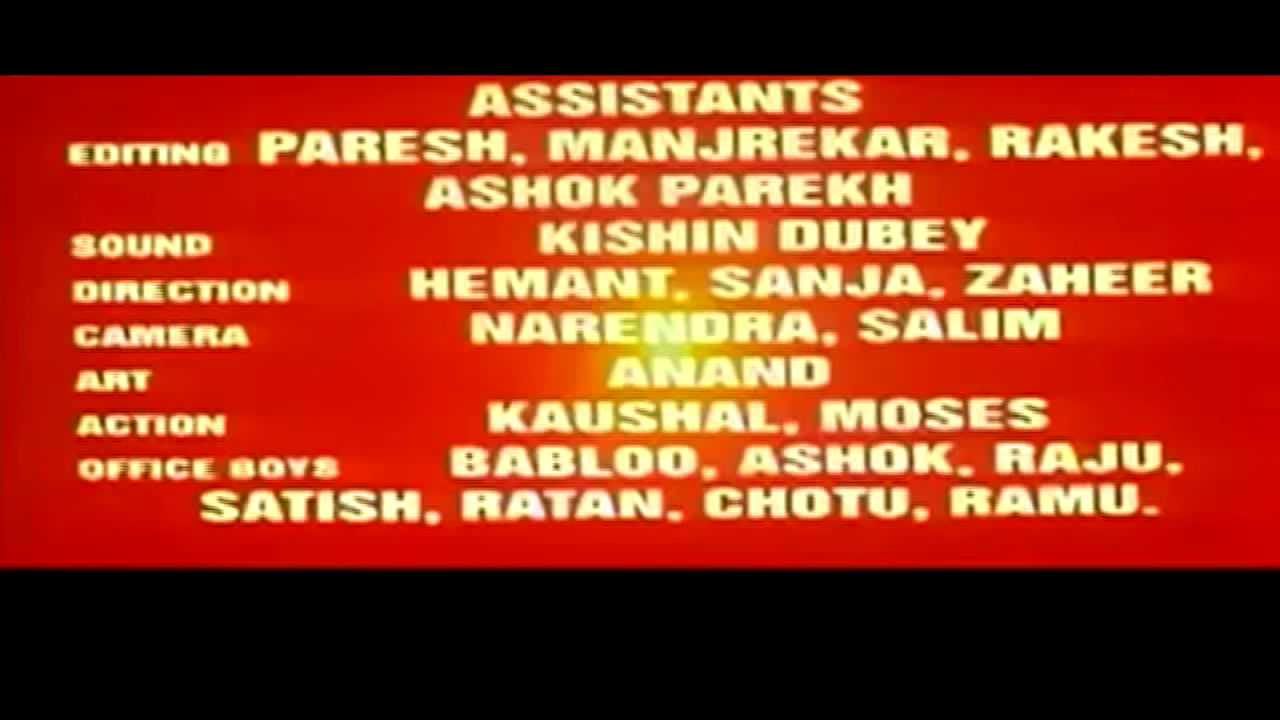 ASSISTANTS
EDITING PARESH, MANJREKAR, RAKESH,
ASHOK PAREKH
SOUND KISHIN DUBEY
DIRECTION HEMANT, SANJA, ZAHEER
CAMERA NARENDRA, SALIM
ART ANAND
ACTION KAUSHAL, MOSES
OFFICE BOYS BABLOO, ASHOK, RAJU,
SATISH, RATAN, CHOTU, RAMU.